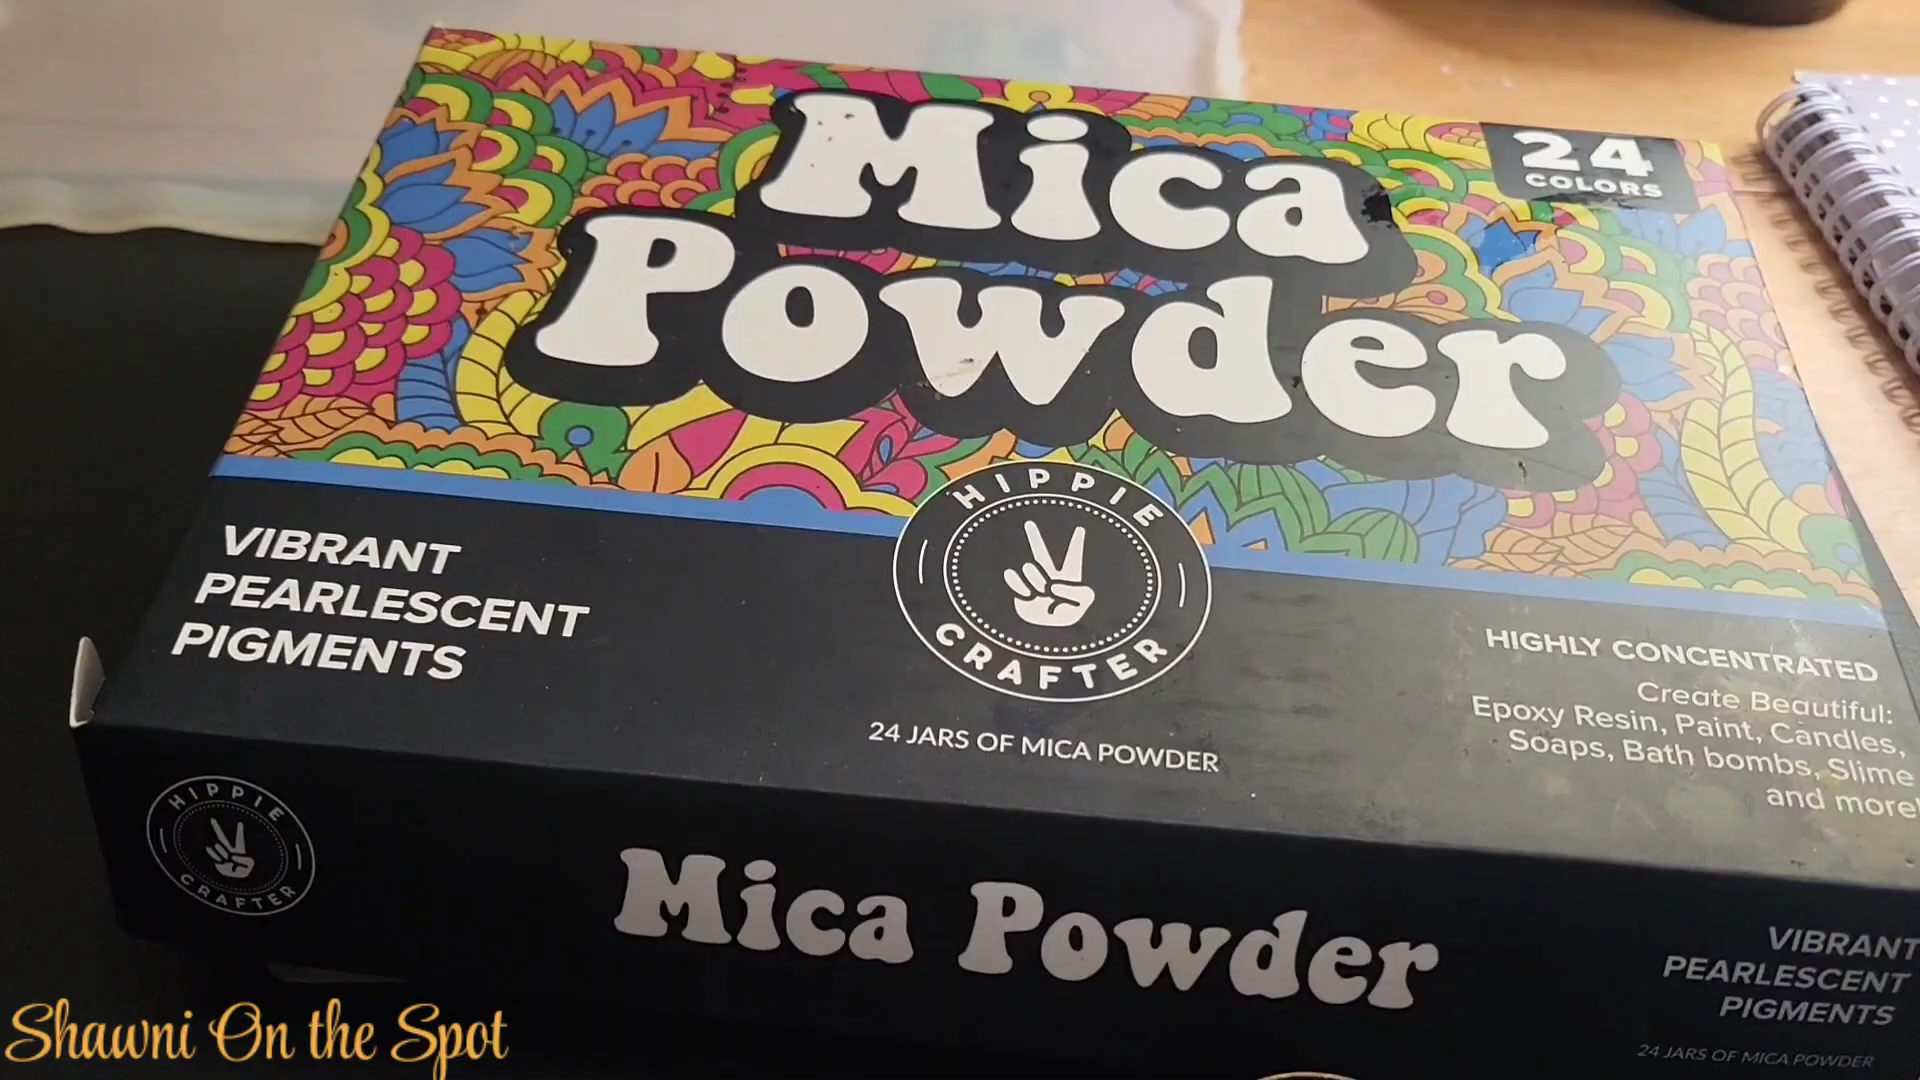 Mica
Powder
24
COLORS
VIBRANT
PEARLESCENT
PIGMENTS
HIPPIE
CRAFTER
24 JARS OF MICA POWDER
HIGHLY CONCENTRATED
Create Beautiful:
Epoxy Resin, Paint, Candles,
Soaps, Bath bombs, Slime
and more!
HIPPIE
CRAFTER
Mica Powder
VIBRANT
PEARLESCENT
PIGMENTS
24 JARS OF MICA POWDER
Shawni On the Spot